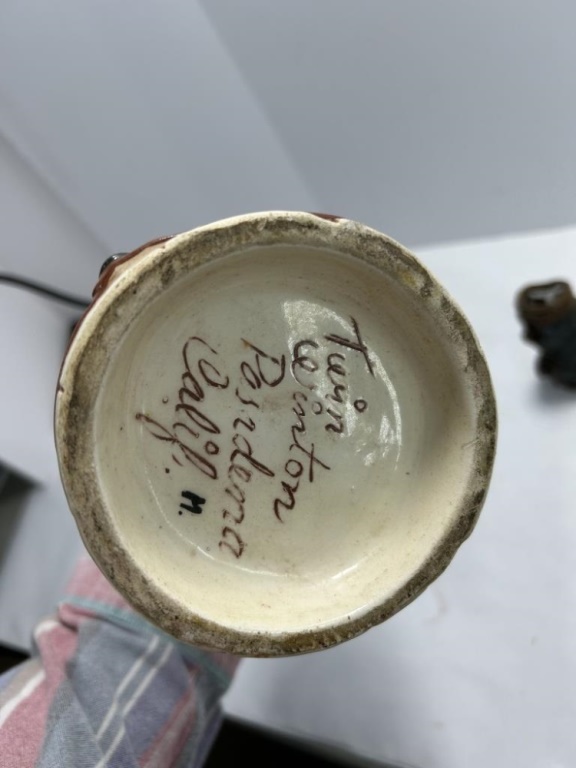 Twin
Winton
Pasadena
Calif.
H.